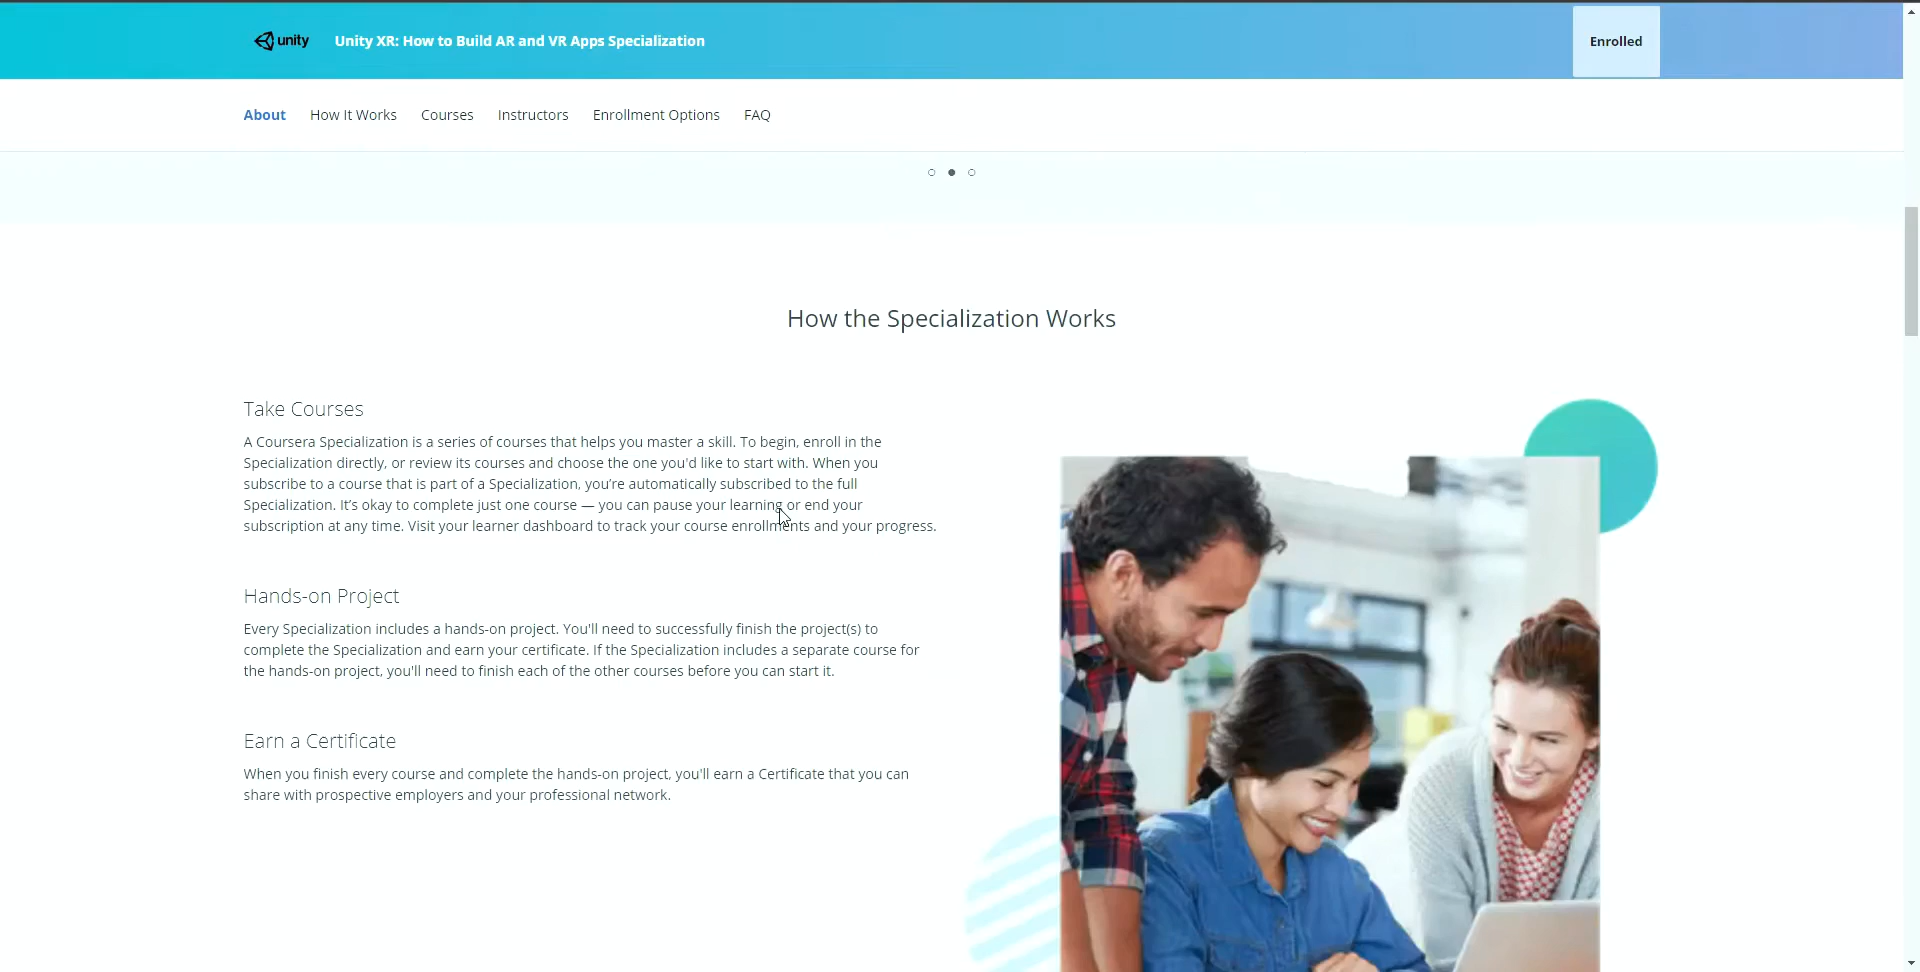 unity
Unity XR: How to Build AR and VR Apps Specialization
Enrolled
About How It Works Courses Instructors Enrollment Options FAQ
How the Specialization Works
Take Courses
A Coursera Specialization is a series of courses that helps you master a skill. To begin, enroll in the
Specialization directly, or review its courses and choose the one you'd like to start with. When you
subscribe to a course that is part of a Specialization, you’re automatically subscribed to the full
Specialization. It’s okay to complete just one course — you can pause your learning or end your
subscription at any time. Visit your learner dashboard to track your course enrollments and your progress.
Hands-on Project
Every Specialization includes a hands-on project. You'll need to successfully finish the project(s) to
complete the Specialization and earn your certificate. If the Specialization includes a separate course for
the hands-on project, you'll need to finish each of the other courses before you can start it.
Earn a Certificate
When you finish every course and complete the hands-on project, you'll earn a Certificate that you can
share with prospective employers and your professional network.